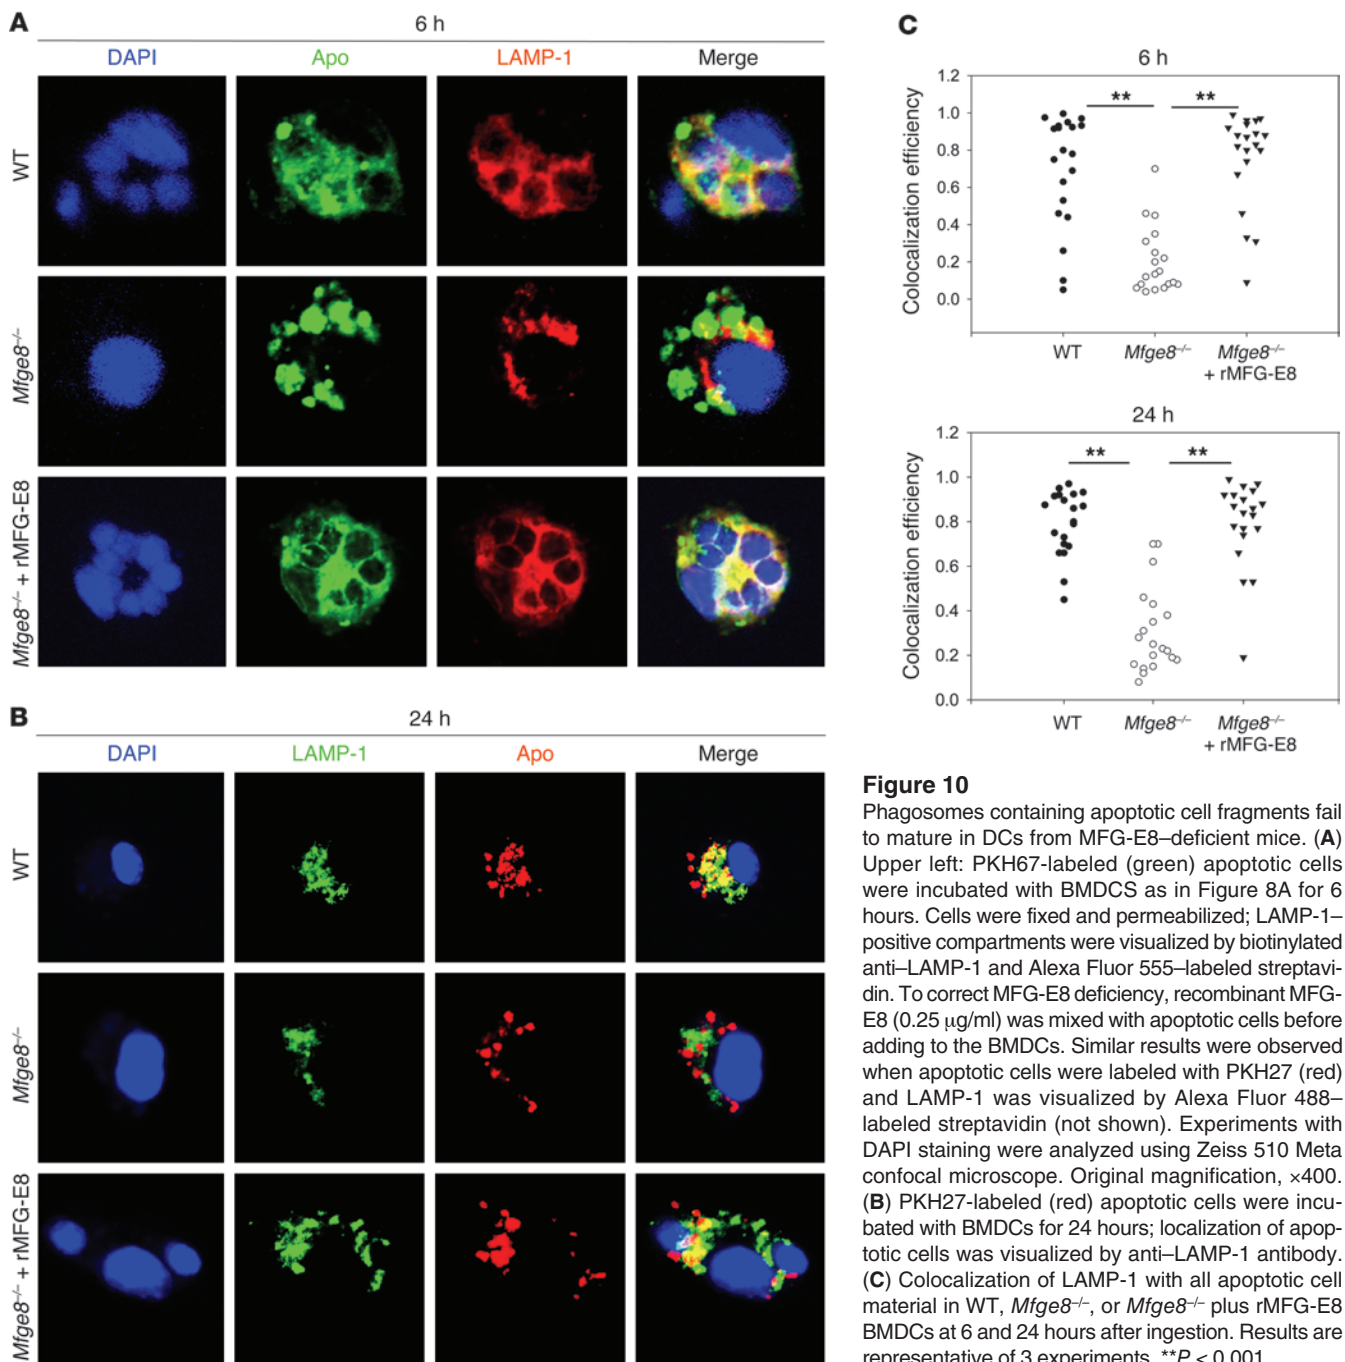 A
6 h
DAPI
Apo
LAMP-1
Merge
WT
Mfge8–/–
Mfge8–/– + rMFG-E8
B
24 h
DAPI
LAMP-1
Apo
Merge
WT
Mfge8–/–
Mfge8–/– + rMFG-E8
C
6 h
Colocalization efficiency
1.2
1.0
0.8
0.6
0.4
0.2
0.0
**
**
WT
Mfge8–/–
Mfge8–/–
+ rMFG-E8
24 h
Colocalization efficiency
1.2
1.0
0.8
0.6
0.4
0.2
0.0
**
**
WT
Mfge8–/–
Mfge8–/–
+ rMFG-E8
Figure 10
Phagosomes containing apoptotic cell fragments fail
to mature in DCs from MFG-E8–deficient mice. (A)
Upper left: PKH67-labeled (green) apoptotic cells
were incubated with BMDCS as in Figure 8A for 6
hours. Cells were fixed and permeabilized; LAMP-1–
positive compartments were visualized by biotinylated
anti–LAMP-1 and Alexa Fluor 555–labeled streptavi-
din. To correct MFG-E8 deficiency, recombinant MFG-
E8 (0.25 μg/ml) was mixed with apoptotic cells before
adding to the BMDCs. Similar results were observed
when apoptotic cells were labeled with PKH27 (red)
and LAMP-1 was visualized by Alexa Fluor 488–
labeled streptavidin (not shown). Experiments with
DAPI staining were analyzed using Zeiss 510 Meta
confocal microscope. Original magnification, ×400.
(B) PKH27-labeled (red) apoptotic cells were incu-
bated with BMDCs for 24 hours; localization of apop-
totic cells was visualized by anti–LAMP-1 antibody.
(C) Colocalization of LAMP-1 with all apoptotic cell
material in WT, Mfge8–/–, or Mfge8–/– plus rMFG-E8
BMDCs at 6 and 24 hours after ingestion. Results are
representative of 3 experiments. **P < 0.001.